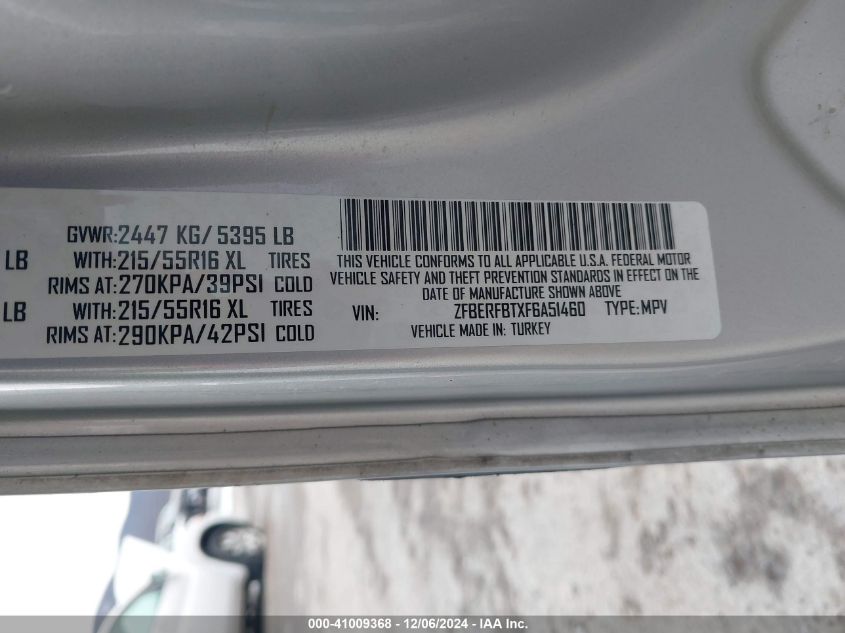 GVWR:2447 KG/ 5395 LB
LB WITH:215/55R16 XL TIRES
RIMS AT:270KPA/39PSI COLD
LB WITH:215/55R16 XL TIRES
RIMS AT:290KPA/42PSI COLD
THIS VEHICLE CONFORMS TO ALL APPLICABLE U.S.A. FEDERAL MOTOR
VEHICLE SAFETY AND THEFT PREVENTION STANDARDS IN EFFECT ON THE
DATE OF MANUFACTURE SHOWN ABOVE
VIN: ZFBERFBTXF6A51460 TYPE:MPV
VEHICLE MADE IN: TURKEY
000-41009368 - 12/06/2024 - IAA Inc.